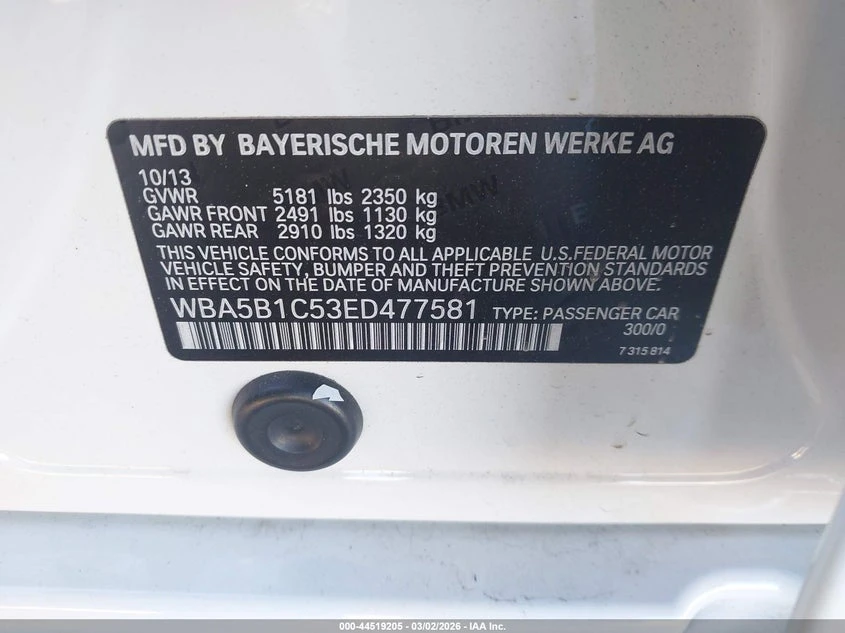 MFD BY BAYERISCHE MOTOREN WERKE AG
10/13
GVWR 5181 lbs 2350 kg
GAWR FRONT 2491 lbs 1130 kg
GAWR REAR 2910 lbs 1320 kg
THIS VEHICLE CONFORMS TO ALL APPLICABLE U.S.FEDERAL MOTOR
VEHICLE SAFETY, BUMPER AND THEFT PREVENTION STANDARDS
IN EFFECT ON THE DATE OF MANUFACTURE SHOWN ABOVE.
WBA5B1C53ED477581 TYPE: PASSENGER CAR
300/0
7 315 814
000-44519205 - 03/02/2026 - IAA Inc.